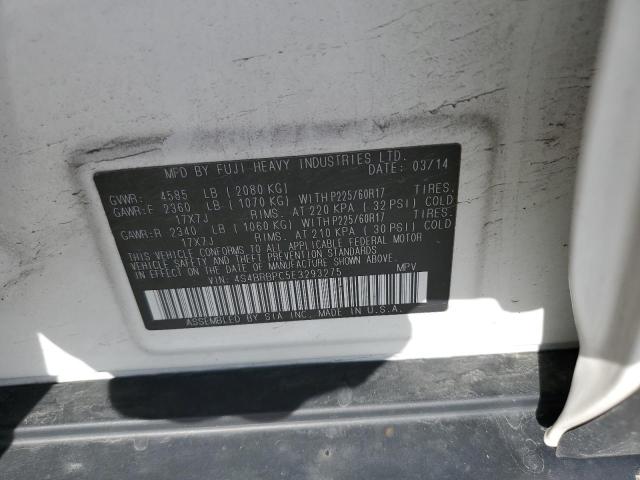 MFD BY FUJI HEAVY INDUSTRIES LTD.
DATE: 03/14
GVWR: 4585 LB (2080 KG)
GAWR:F 2360 LB (1070 KG) WITH P225/60R17 TIRES.
17X7J RIMS. AT 220 KPA (32 PSI) COLD
GAWR:R 2340 LB (1060 KG) WITH P225/60R17 TIRES.
17X7J RIMS. AT 210 KPA (30 PSI) COLD
THIS VEHICLE CONFORMS TO ALL APPLICABLE FEDERAL MOTOR
VEHICLE SAFETY AND THEFT PREVENTION STANDARDS
IN EFFECT ON THE DATE OF MANUFACTURE SHOWN ABOVE.
VIN: 4S4BRBPC5E3293275 MPV
ASSEMBLED BY SIA INC. MADE IN U.S.A.